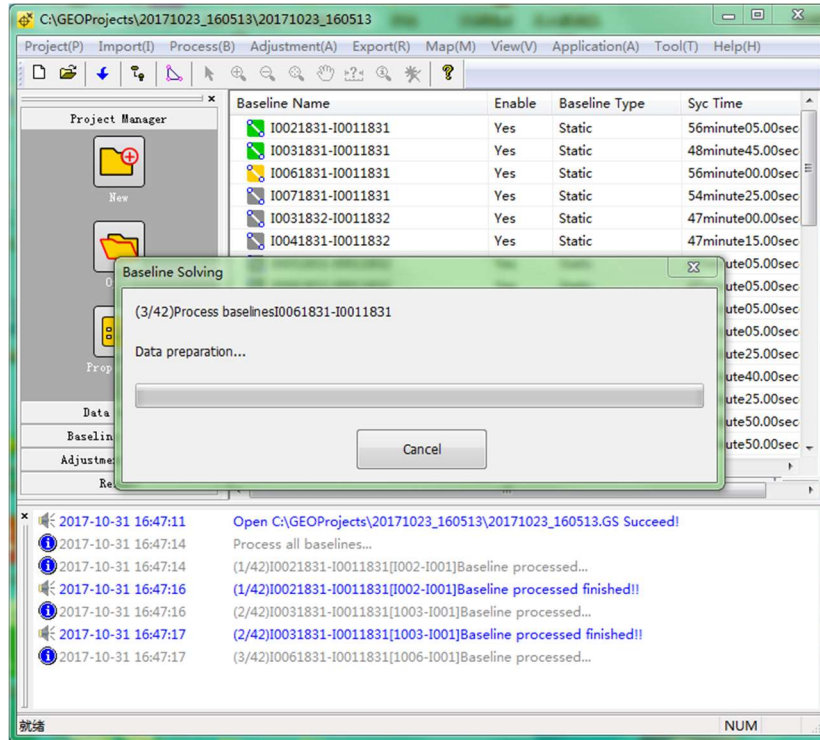 C:\GEOProjects\20171023_160513\20171023_160513
Project(P) Import(I) Process(B) Adjustment(A) Export(R) Map(M) View(V) Application(A) Tool(T) Help(H)
Project Manager
New
Baseline Name Enable Baseline Type Syc Time
I0021831-I0011831 Yes Static 56minute05.00sec
I0031831-I0011831 Yes Static 48minute45.00sec
I0061831-I0011831 Yes Static 56minute00.00sec
I0071831-I0011831 Yes Static 54minute25.00sec
I0031832-I0011832 Yes Static 47minute00.00sec
I0041831-I0011832 Yes Static 47minute15.00sec
ute05.00sec
ute05.00sec
ute05.00sec
ute05.00sec
ute25.00sec
ute40.00sec
ute25.00sec
ute50.00sec
ute50.00sec
Baseline Solving
(3/42)Process baselinesI0061831-I0011831
Data preparation...
Cancel
O
Prop
Data
Baselin
Adjustme
Re
2017-10-31 16:47:11 Open C:\GEOProjects\20171023_160513\20171023_160513.GS Succeed!
2017-10-31 16:47:14 Process all baselines...
2017-10-31 16:47:14 (1/42)I0021831-I0011831[I002-I001]Baseline processed...
2017-10-31 16:47:16 (1/42)I0021831-I0011831[I002-I001]Baseline processed finished!!
2017-10-31 16:47:16 (2/42)I0031831-I0011831[1003-I001]Baseline processed...
2017-10-31 16:47:17 (2/42)I0031831-I0011831[1003-I001]Baseline processed finished!!
2017-10-31 16:47:17 (3/42)I0061831-I0011831[1006-I001]Baseline processed...
就绪 NUM